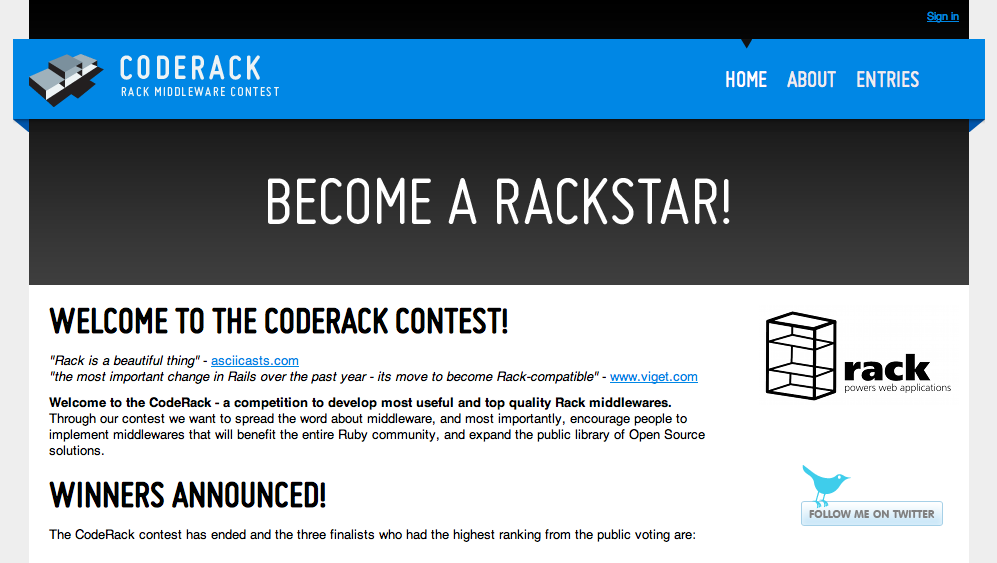 Sign in
CODERACK
RACK MIDDLEWARE CONTEST
HOME ABOUT ENTRIES
BECOME A RACKSTAR!
WELCOME TO THE CODERACK CONTEST!
"Rack is a beautiful thing" - asciicasts.com
"the most important change in Rails over the past year - its move to become Rack-compatible" - www.viget.com
Welcome to the CodeRack - a competition to develop most useful and top quality Rack middlewares.
Through our contest we want to spread the word about middleware, and most importantly, encourage people to
implement middlewares that will benefit the entire Ruby community, and expand the public library of Open Source
solutions.
rack
powers web applications
WINNERS ANNOUNCED!
The CodeRack contest has ended and the three finalists who had the highest ranking from the public voting are:
FOLLOW ME ON TWITTER